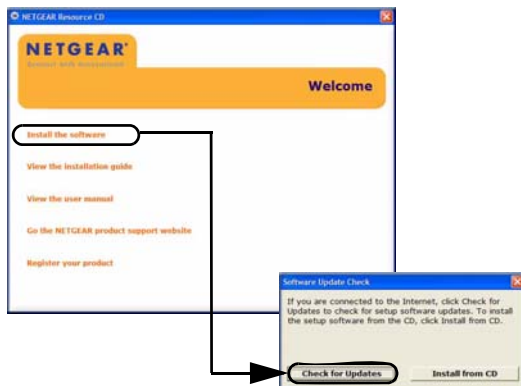 NETGEAR Resource CD
NETGEAR
Welcome
Install the software
View the installation guide
View the user manual
Go the NETGEAR product support website
Register your product
Software Update Check
If you are connected to the Internet, click Check for
Updates to check for setup software updates. To install
the setup software from the CD, click Install from CD.
Check for Updates
Install from CD